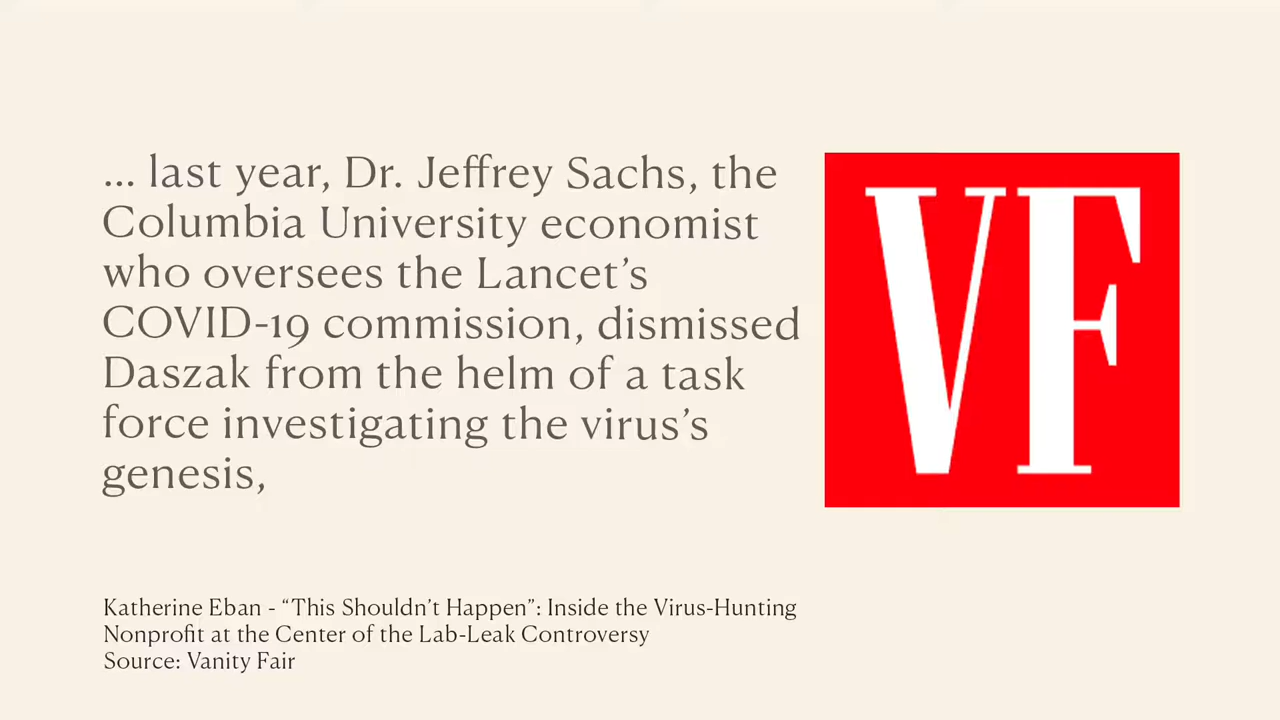 ... last year, Dr. Jeffrey Sachs, the
Columbia University economist
who oversees the Lancet’s
COVID-19 commission, dismissed
Daszak from the helm of a task
force investigating the virus’s
genesis,
VF
Katherine Eban - “This Shouldn’t Happen”: Inside the Virus-Hunting
Nonprofit at the Center of the Lab-Leak Controversy
Source: Vanity Fair